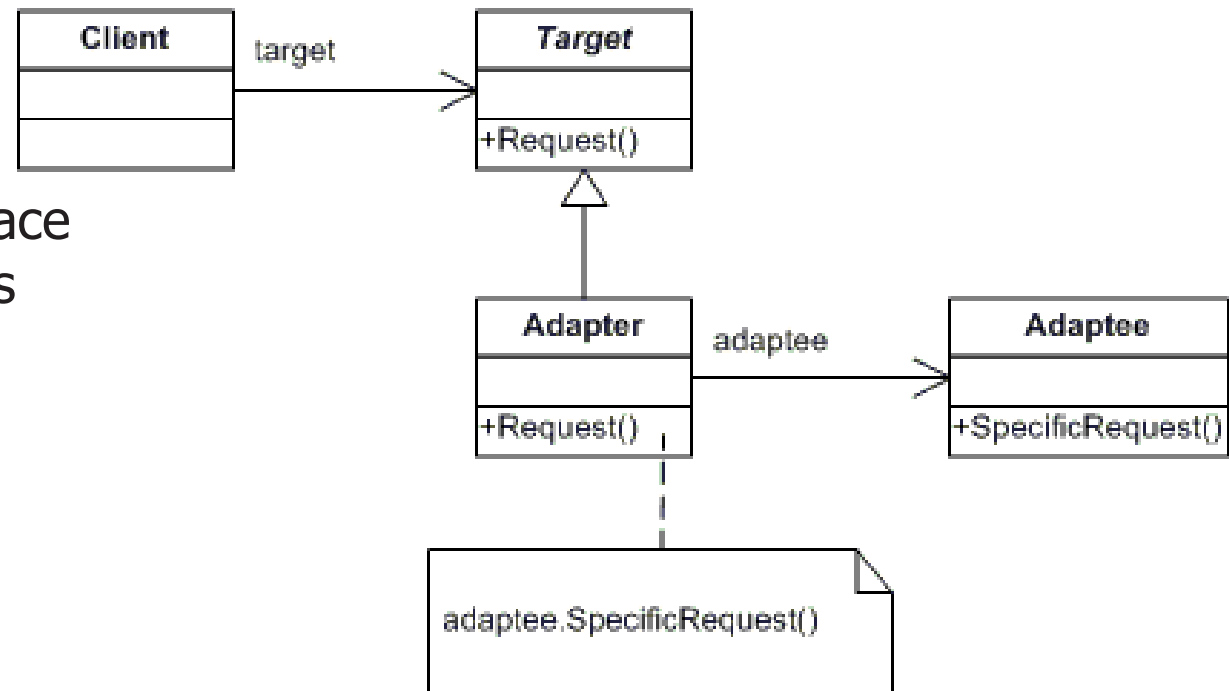 Client
target
Target
+Request()
ace
s
Adapter
adaptee
Adaptee
+Request()
+SpecificRequest()
adaptee.SpecificRequest()